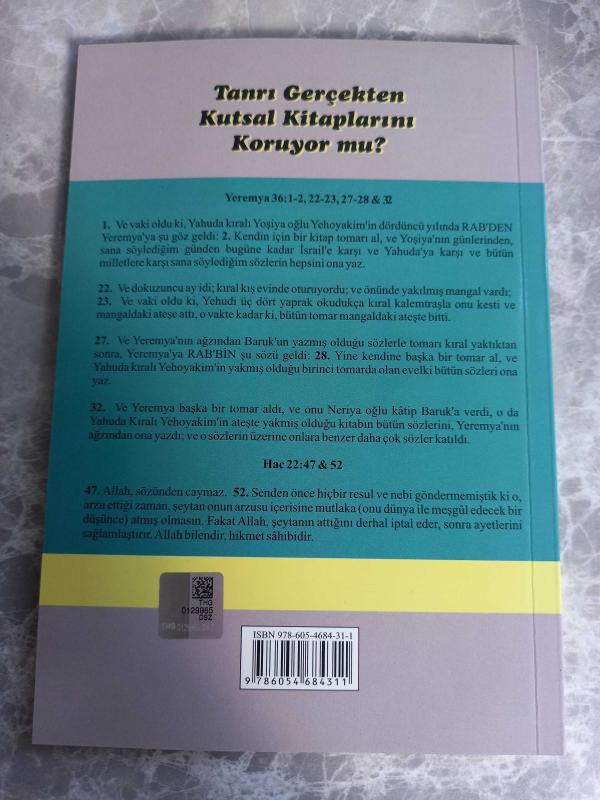 Tanrı Gerçekten
Kutsal Kitaplarını
Koruyor mu?
Yeremya 36:1-2, 22-23, 27-28 & 32
1. Ve vaki oldu ki, Yahuda kıralı Yoşiya oğlu Yehoyakim'in dördüncü yılında RAB'DEN
Yeremya'ya şu göz geldi: 2. Kendin için bir kitap tomarı al, ve Yoşiya'nın günlerinden,
sana söylediğim günden bugüne kadar İsrail'e karşı ve Yahuda'ya karşı ve bütün
milletlere karşı sana söylediğim sözlerin hepsini ona yaz.
22. Ve dokuzuncu ay idi; kıral kış evinde oturuyordu; ve önünde yakılmış mangal vardı;
23. Ve vaki oldu ki, Yehudi üç dört yaprak okudukça kıral kalemtraşla onu kesti ve
mangaldaki ateşe attı, o vakte kadar ki, bütün tomar mangaldaki ateşte bitti.
27. Ve Yeremya'nın ağzından Baruk'un yazmış olduğu sözlerle tomarı kıral yaktıktan
sonra, Yeremya'ya RAB'BİN şu sözü geldi: 28. Yine kendine başka bir tomar al, ve
Yahuda kıralı Yehoyakim'in yakmış olduğu birinci tomarda olan evelki bütün sözleri ona
yaz.
32. Ve Yeremya başka bir tomar aldı, ve onu Neriya oğlu kâtip Baruk'a verdi, o da
Yahuda Kıralı Yehoyakim'in ateşte yakmış olduğu kitabın bütün sözlerini, Yeremya'nın
ağzından ona yazdı; ve o sözlerin üzerine onlara benzer daha çok sözler katıldı.
Hac 22:47 & 52
47. Allah, sözünden caymaz. 52. Senden önce hiçbir resul ve nebi göndermemiştik ki o,
arzu ettiği zaman, şeytan onun arzusu içerisine mutlaka (onu dünya ile meşgûl edecek bir
düşünce) atmış olmasın. Fakat Allah, şeytanın attığını derhal iptal eder, sonra ayetlerini
sağlamlaştırır. Allah bilendir, hikmet sâhibidir.
THG
0129985
DSZ
ISBN 978-605-4684-31-1
9 786054 684311